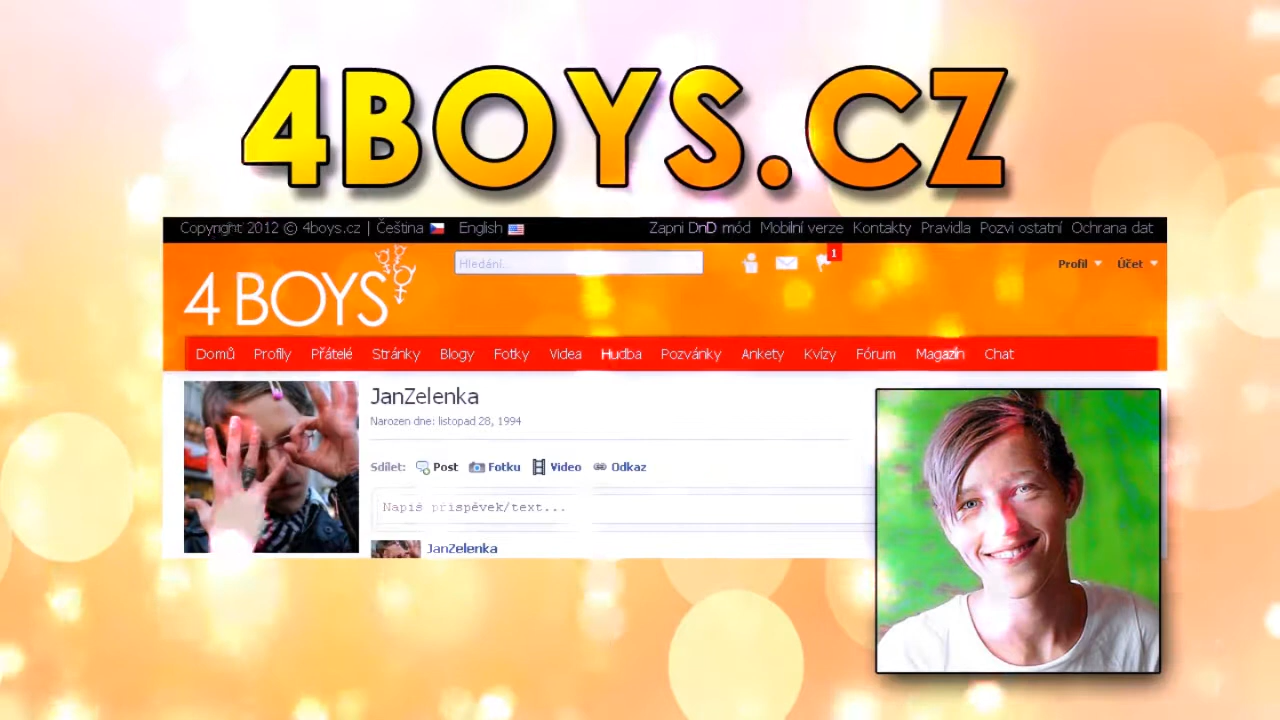 4BOYS.CZ
Copyright 2012 © 4boys.cz | Čeština English Zapni DnD mód Mobilní verze Kontakty Pravidla Pozvi ostatní Ochrana dat
Hledání...
1
Profil Účet
4 BOYS
Domů Profily Přátelé Stránky Blogy Fotky Videa Hudba Pozvánky Ankety Kvízy Fórum Magazín Chat
JanZelenka
Narozen dne: listopad 28, 1994
Sdílet: Post Fotku Video Odkaz
Napiš příspěvek/text...
JanZelenka